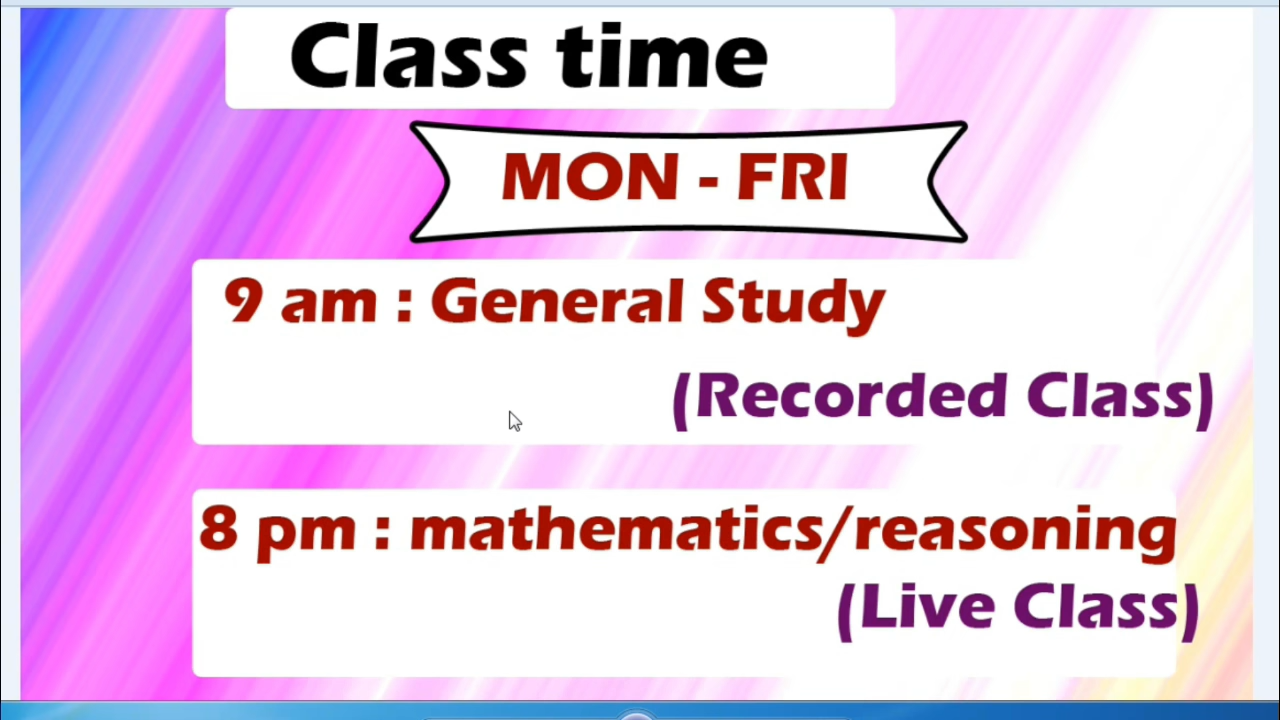 Class time
MON - FRI
9 am : General Study
(Recorded Class)
8 pm : mathematics/reasoning
(Live Class)